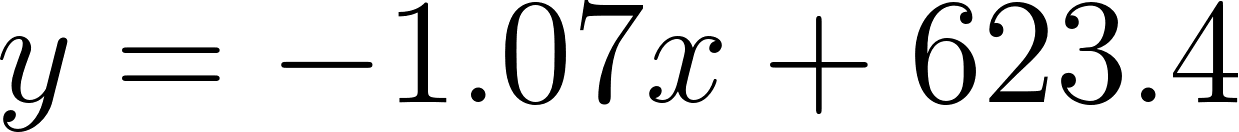 y = −1.07x + 623.4